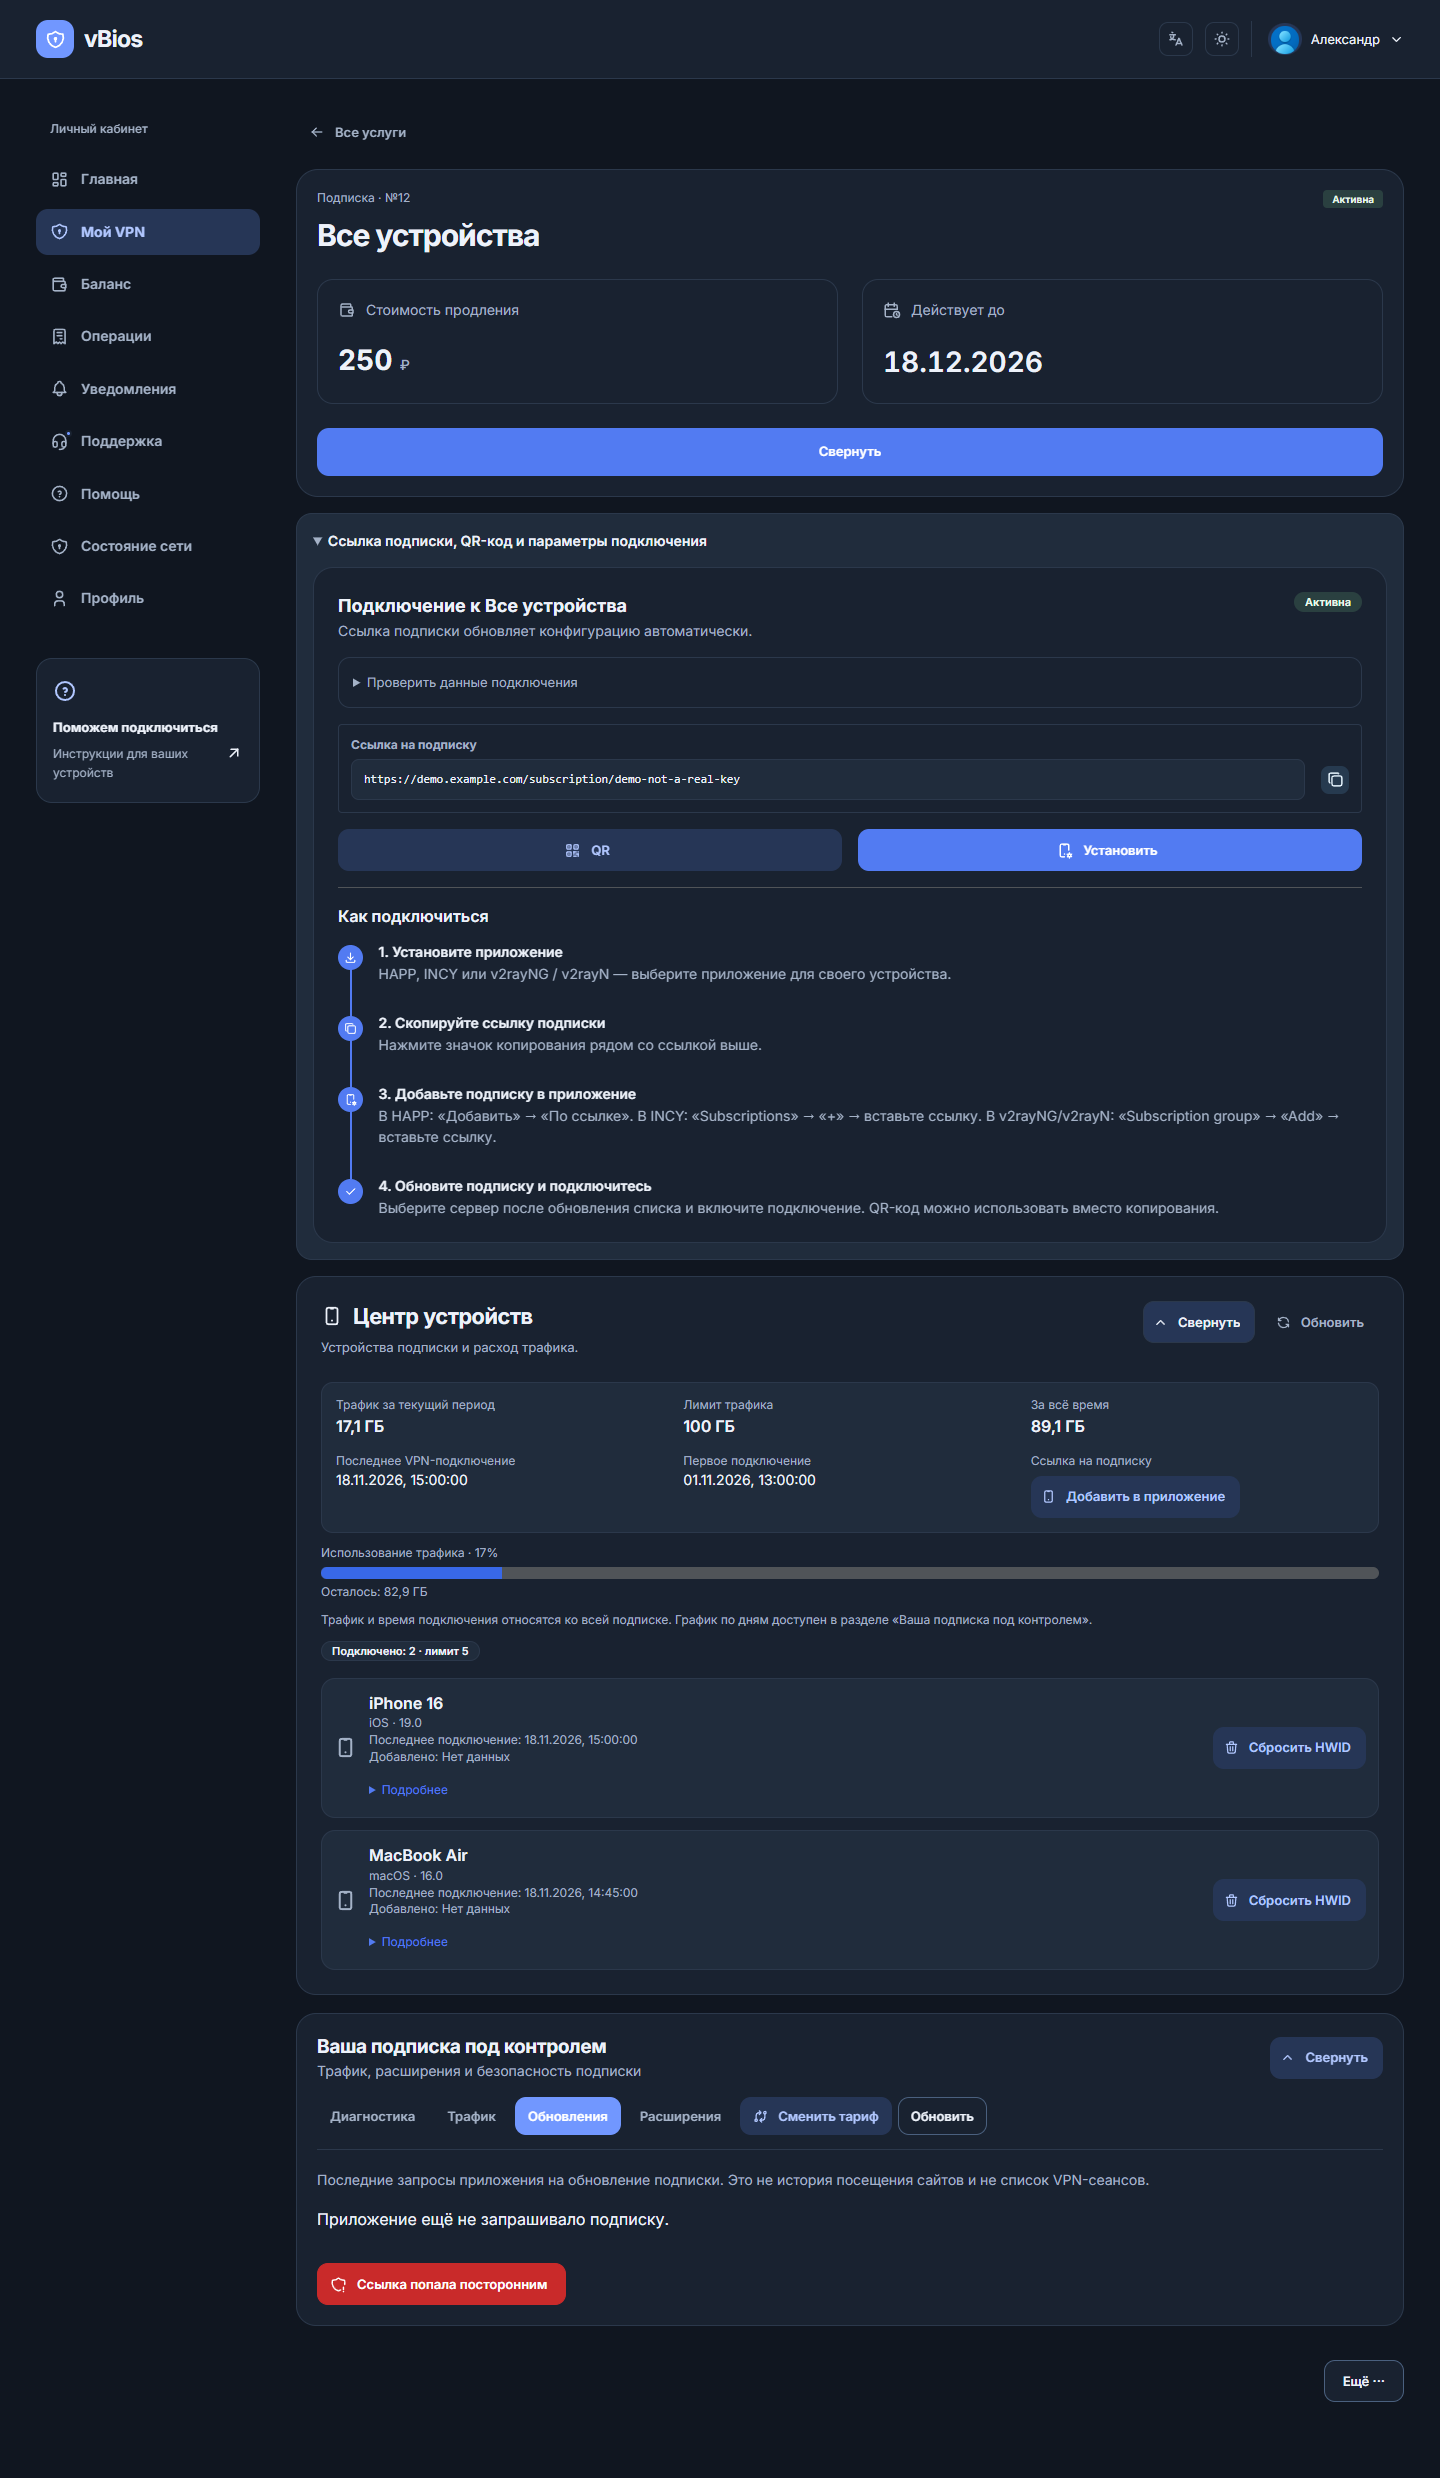 vBios
Александр
Личный кабинет
Главная
Мой VPN
Баланс
Операции
Уведомления
Поддержка
Помощь
Состояние сети
Профиль
Поможем подключиться
Инструкции для ваших
устройств
Все услуги
Подписка · №12
Активна
Все устройства
Стоимость продления
250 ₽
Действует до
18.12.2026
Свернуть
Ссылка подписки, QR-код и параметры подключения
Подключение к Все устройства
Активна
Ссылка подписки обновляет конфигурацию автоматически.
Проверить данные подключения
Ссылка на подписку
https://demo.example.com/subscription/demo-not-a-real-key
QR
Установить
Как подключиться
1. Установите приложение
HAPP, INCY или v2rayNG / v2rayN — выберите приложение для своего устройства.
2. Скопируйте ссылку подписки
Нажмите значок копирования рядом со ссылкой выше.
3. Добавьте подписку в приложение
В HAPP: «Добавить» → «По ссылке». В INCY: «Subscriptions» → «+» → вставьте ссылку. В v2rayNG/v2rayN: «Subscription group» → «Add» →
вставьте ссылку.
4. Обновите подписку и подключитесь
Выберите сервер после обновления списка и включите подключение. QR-код можно использовать вместо копирования.
Центр устройств
Свернуть
Обновить
Устройства подписки и расход трафика.
Трафик за текущий период
17,1 ГБ
Лимит трафика
100 ГБ
За всё время
89,1 ГБ
Последнее VPN-подключение
18.11.2026, 15:00:00
Первое подключение
01.11.2026, 13:00:00
Ссылка на подписку
Добавить в приложение
Использование трафика · 17%
Осталось: 82,9 ГБ
Трафик и время подключения относятся ко всей подписке. График по дням доступен в разделе «Ваша подписка под контролем».
Подключено: 2 · лимит 5
iPhone 16
iOS · 19.0
Последнее подключение: 18.11.2026, 15:00:00
Добавлено: Нет данных
Подробнее
Сбросить HWID
MacBook Air
macOS · 16.0
Последнее подключение: 18.11.2026, 14:45:00
Добавлено: Нет данных
Подробнее
Сбросить HWID
Ваша подписка под контролем
Свернуть
Трафик, расширения и безопасность подписки
Диагностика
Трафик
Обновления
Расширения
Сменить тариф
Обновить
Последние запросы приложения на обновление подписки. Это не история посещения сайтов и не список VPN-сеансов.
Приложение ещё не запрашивало подписку.
Ссылка попала посторонним
Ещё ···